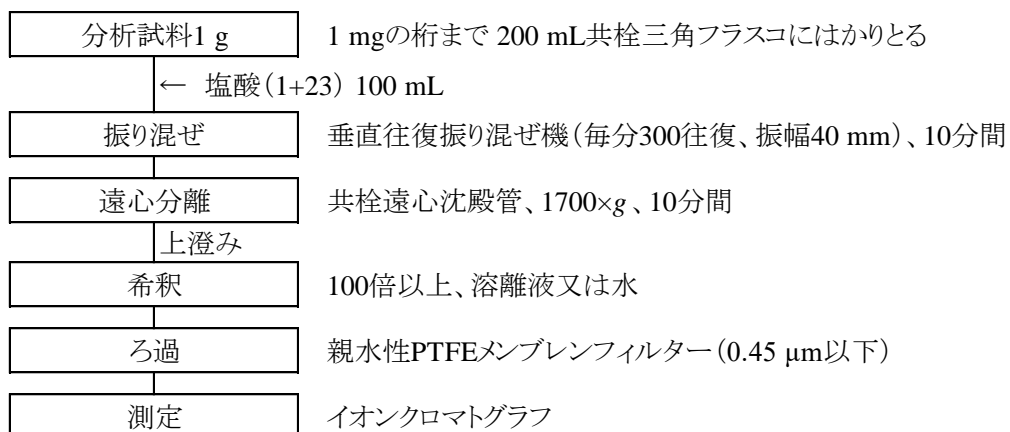 分析試料1 g 1 mgの桁まで 200 mL共栓三角フラスコにはかりとる
← 塩酸(1+23) 100 mL
振り混ぜ 垂直往復振り混ぜ機(毎分300往復、振幅40 mm)、10分間
遠心分離 共栓遠心沈殿管、1700×g 、10分間
上澄み
希釈 100倍以上、溶離液又は水
ろ過 親水性PTFEメンブレンフィルター(0.45 µm以下)
測定 イオンクロマトグラフ